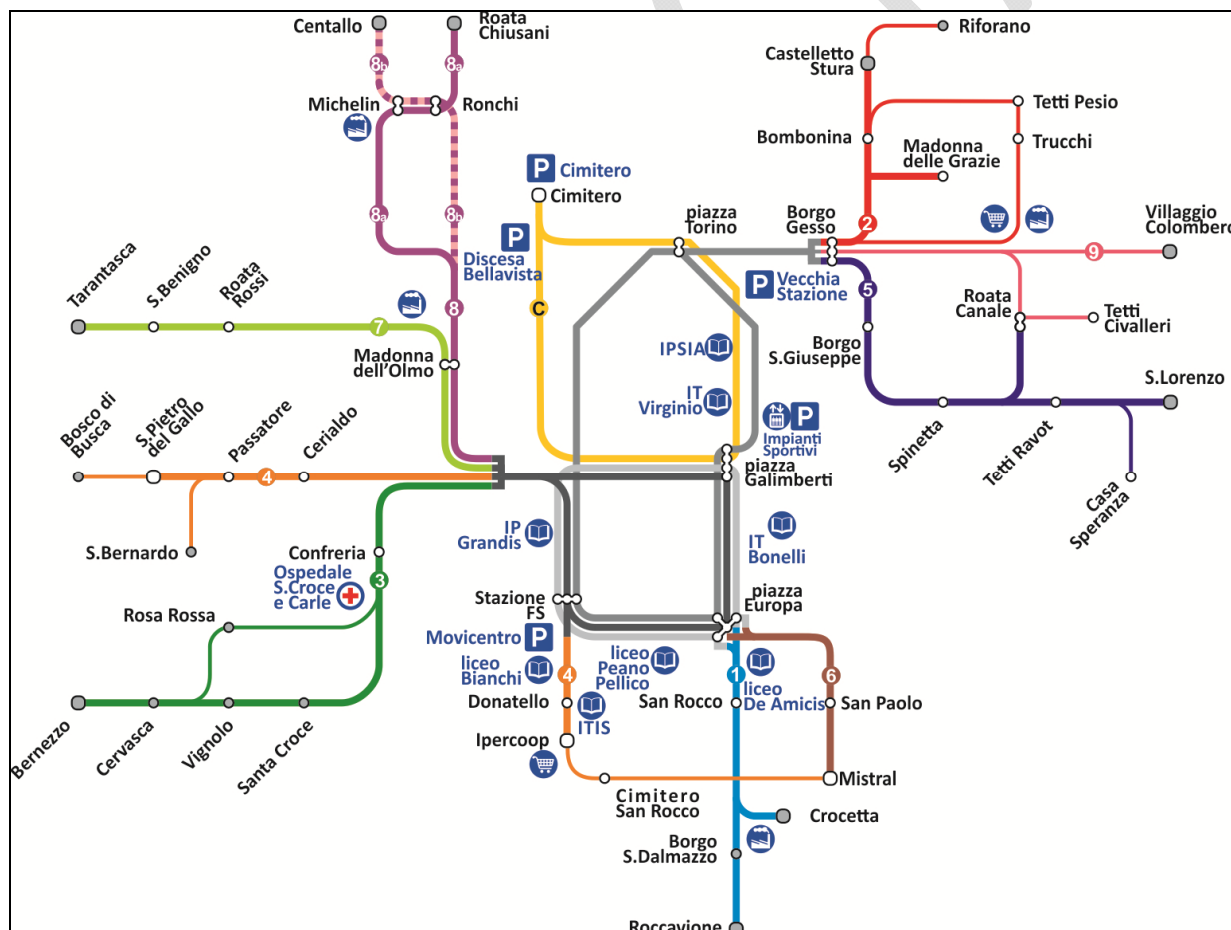 Centallo
Roata
Chiusani
8b
8a
Michelin
Ronchi
8a
8b
8
Riforano
Castelletto
Stura
Tetti Pesio
Bombonina
Trucchi
Madonna
delle Grazie
P
Cimitero
Cimitero
P
Discesa
Bellavista
C
piazza
Torino
Borgo
Gesso
2
Villaggio
Colombero
9
P
Vecchia
Stazione
5
Roata
Canale
Tetti
Civalleri
Borgo
S.Giuseppe
S.Lorenzo
Spinetta
Tetti Ravot
Casa
Speranza
Tarantasca
S.Benigno
Roata
Rossi
7
Madonna
dell'Olmo
IPSIA
IT
Virginio
P
Impianti
Sportivi
piazza
Galimberti
Bosco di
Busca
S.Pietro
del Gallo
Passatore
Cerialdo
4
S.Bernardo
Confreria
Ospedale
S.Croce
e Carle
3
Rosa Rossa
Bernezzo
Cervasca
Vignolo
Santa Croce
IP
Grandis
IT
Bonelli
Stazione
FS
piazza
Europa
Movicentro
P
liceo
Bianchi
4
liceo
Peano
Pellico
1
liceo
De Amicis
6
Donatello
ITIS
San Rocco
San Paolo
Ipercoop
Mistral
Cimitero
San Rocco
Crocetta
Borgo
S.Dalmazzo
Roccavione